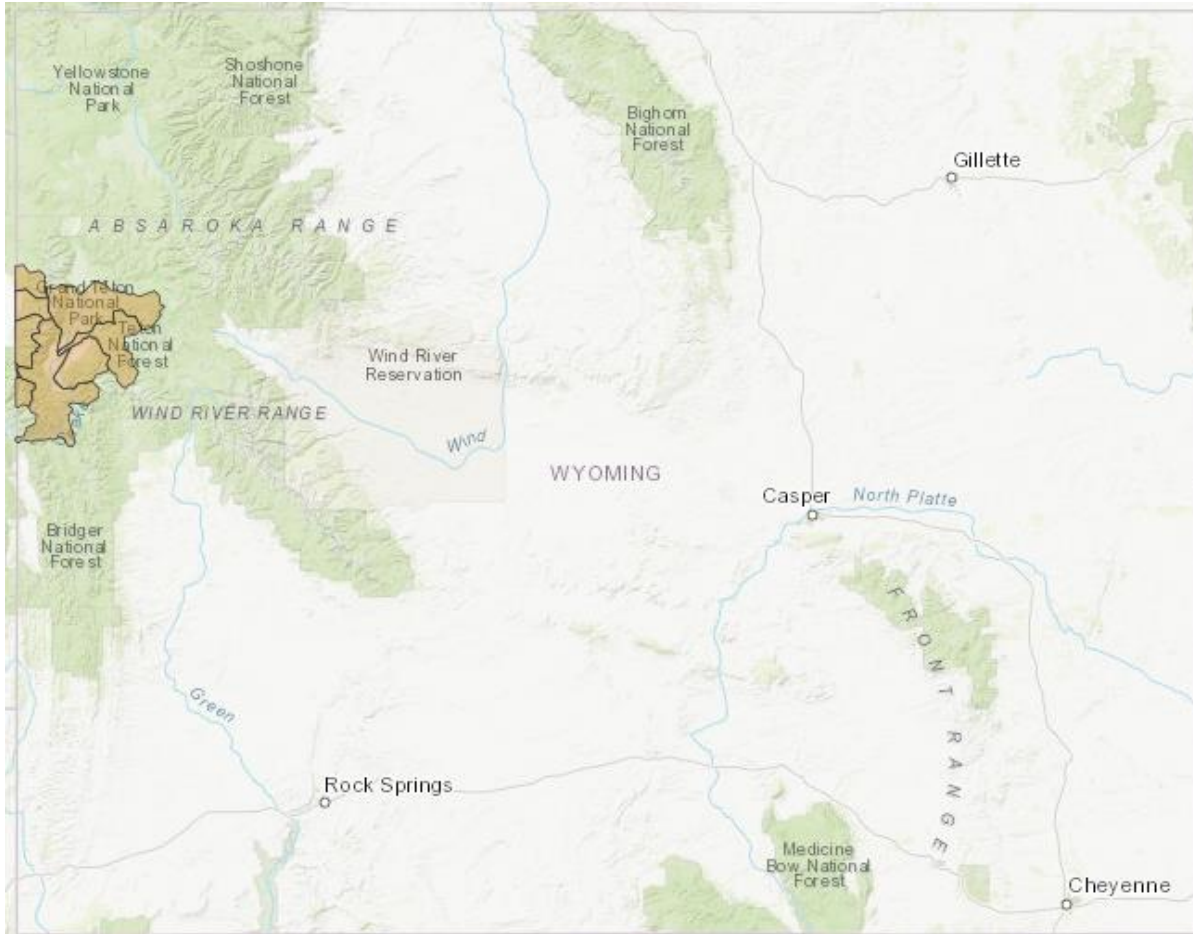 Yellowstone
National
Park
Shoshone
National
Forest
Bighorn
National
Forest
Gillette
ABSAROKA RANGE
Grand Teton
National
Park
Teton
National
Forest
Wind River
Reservation
WIND RIVER RANGE
Wind
WYOMING
Casper
North Platte
Bridger
National
Forest
FRONT RANGE
Green
Rock Springs
Medicine
Bow National
Forest
Cheyenne